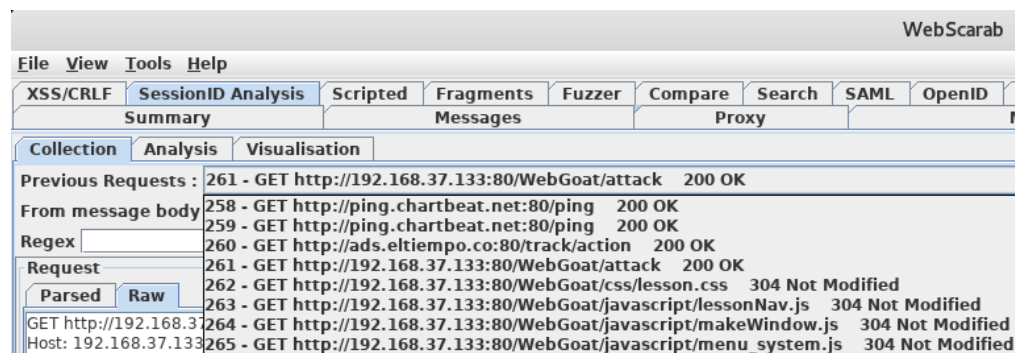 WebScarab
File View Tools Help
XSS/CRLF SessionID Analysis Scripted Fragments Fuzzer Compare Search SAML OpenID
Summary Messages Proxy
Collection Analysis Visualisation
Previous Requests : 261 - GET http://192.168.37.133:80/WebGoat/attack 200 OK
From message body
258 - GET http://ping.chartbeat.net:80/ping 200 OK
259 - GET http://ping.chartbeat.net:80/ping 200 OK
Regex
260 - GET http://ads.eltiempo.co:80/track/action 200 OK
261 - GET http://192.168.37.133:80/WebGoat/attack 200 OK
Request
262 - GET http://192.168.37.133:80/WebGoat/css/lesson.css 304 Not Modified
263 - GET http://192.168.37.133:80/WebGoat/javascript/lessonNav.js 304 Not Modified
Parsed Raw
GET http://192.168.37
264 - GET http://192.168.37.133:80/WebGoat/javascript/makeWindow.js 304 Not Modified
Host: 192.168.37.133
265 - GET http://192.168.37.133:80/WebGoat/javascript/menu_system.js 304 Not Modified